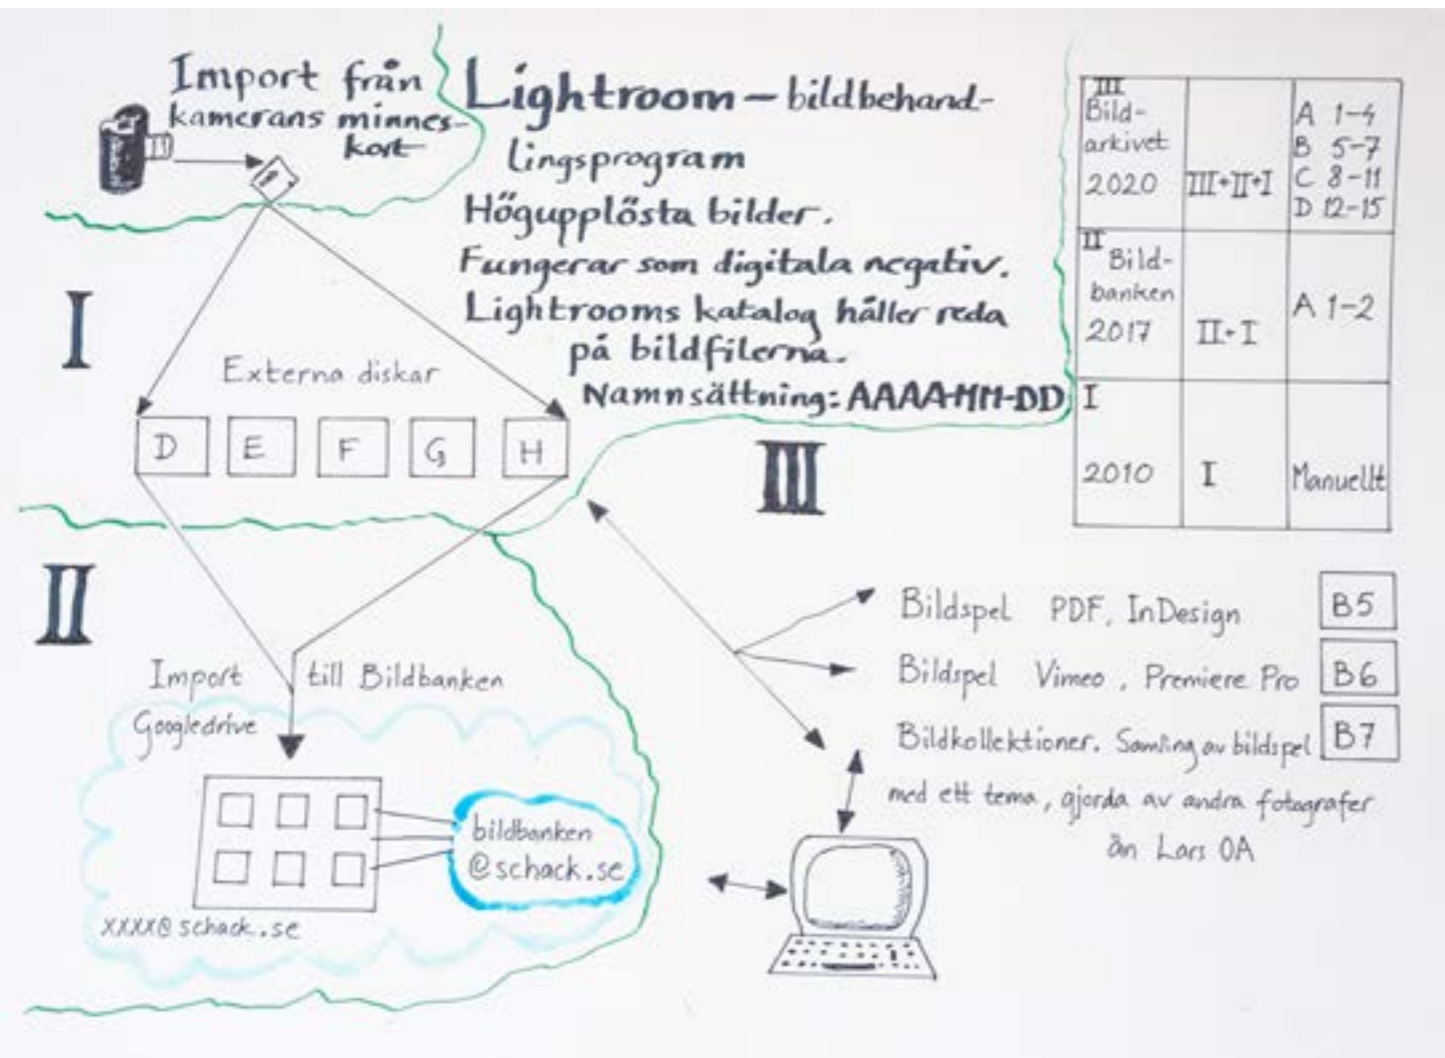 Import från
kamerans minnes-
kort
Lightroom – bildbehand-
lingsprogram
Högupplösta bilder.
Fungerar som digitala negativ.
Lightrooms katalog håller reda
på bildfilerna.
Namnsättning: AAAA-MM-DD
III
Bild-
arkivet
2020
III+II+I
A 1-4
B 5-7
C 8-11
D 12-15
II
Bild-
banken
2017
II+I
A 1-2
I
2010
I
Manuellt
I
Externa diskar
D E F G H
III
II
Import till Bildbanken
Googledrive
bildbanken
@schack.se
xxxx@schack.se
Bildspel PDF, InDesign B5
Bildspel Vimeo, Premiere Pro B6
Bildkollektioner. Samling av bildspel B7
med ett tema, gjorda av andra fotografer
än Lars OA